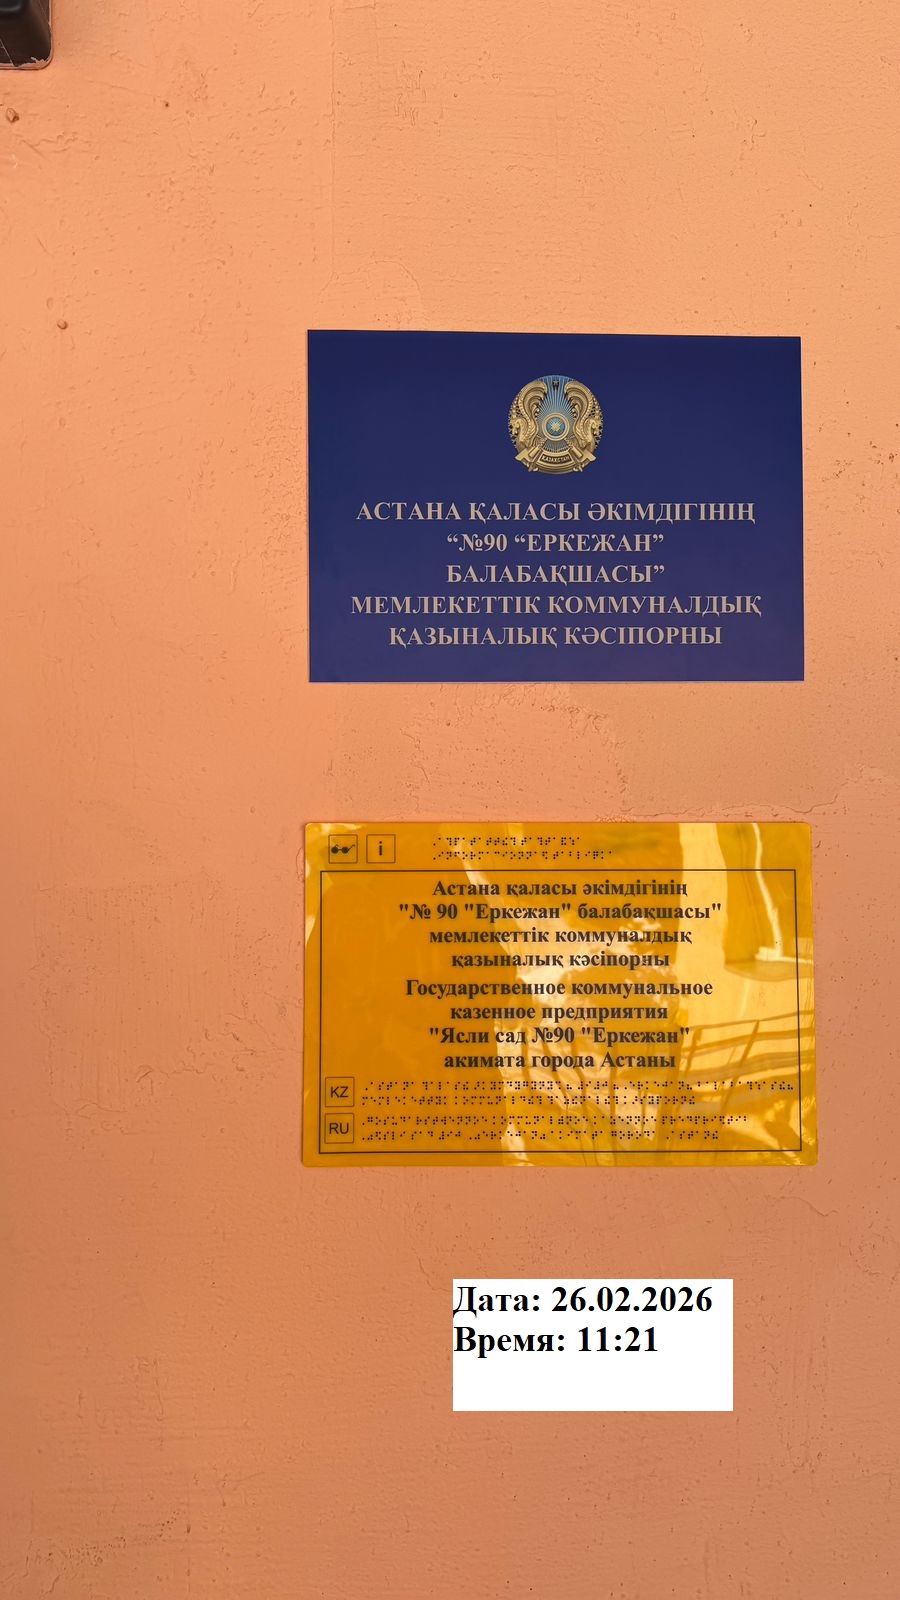 АСТАНА ҚАЛАСЫ ӘКІМДІГІНІҢ
“№90 “ЕРКЕЖАН”
БАЛАБАҚШАСЫ”
МЕМЛЕКЕТТІК КОММУНАЛДЫҚ
ҚАЗЫНАЛЫҚ КӘСІПОРНЫ
i
Астана қаласы әкімдігінің
"№ 90 "Еркежан" балабақшасы"
мемлекеттік коммуналдық
қазыналық кәсіпорны
Государственное коммунальное
казенное предприятия
"Ясли сад №90 "Еркежан"
акимата города Астаны
KZ
RU
Дата: 26.02.2026
Время: 11:21